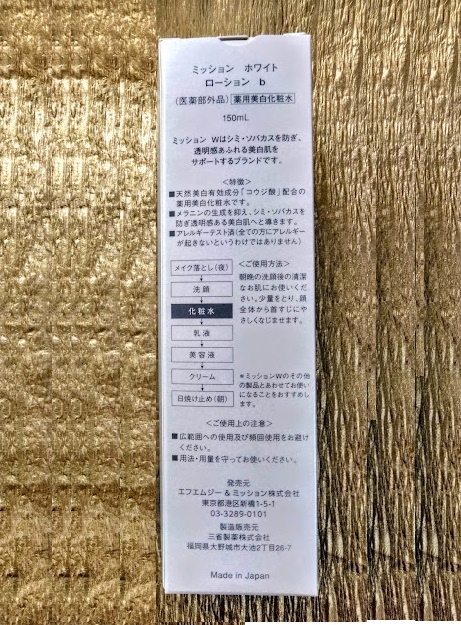 ミッション ホワイト
ローション b
(医薬部外品) 薬用美白化粧水
150mL
ミッション Wはシミ・ソバカスを防ぎ、
透明感あふれる美白肌を
サポートするブランドです。
<特徴>
■天然美白有効成分「コウジ酸」配合の
薬用美白化粧水です。
■メラニンの生成を抑え、シミ・ソバカスを
防ぎ透明感ある美白肌へと導きます。
■アレルギーテスト済(全ての方にアレルギー
が起きないというわけではありません)
メイク落とし(夜)
洗顔
化粧水
乳液
美容液
クリーム
日焼け止め(朝)
<ご使用方法>
朝晩の洗顔後の清潔
なお肌にお使いくだ
さい。少量をとり、顔
全体から首すじにや
さしくなじませます。
※ミッションWのその他
の製品とあわせてお使い
になることをおすすめし
ます。
<ご使用上の注意>
■広範囲への使用及び頻回使用をお避け
ください。
■用法・用量を守ってお使いください。
発売元
エフエムジー&ミッション株式会社
東京都港区新橋1-5-1
03-3289-0101
製造販売元
三省製薬株式会社
福岡県大野城市大池2丁目26-7
Made in Japan